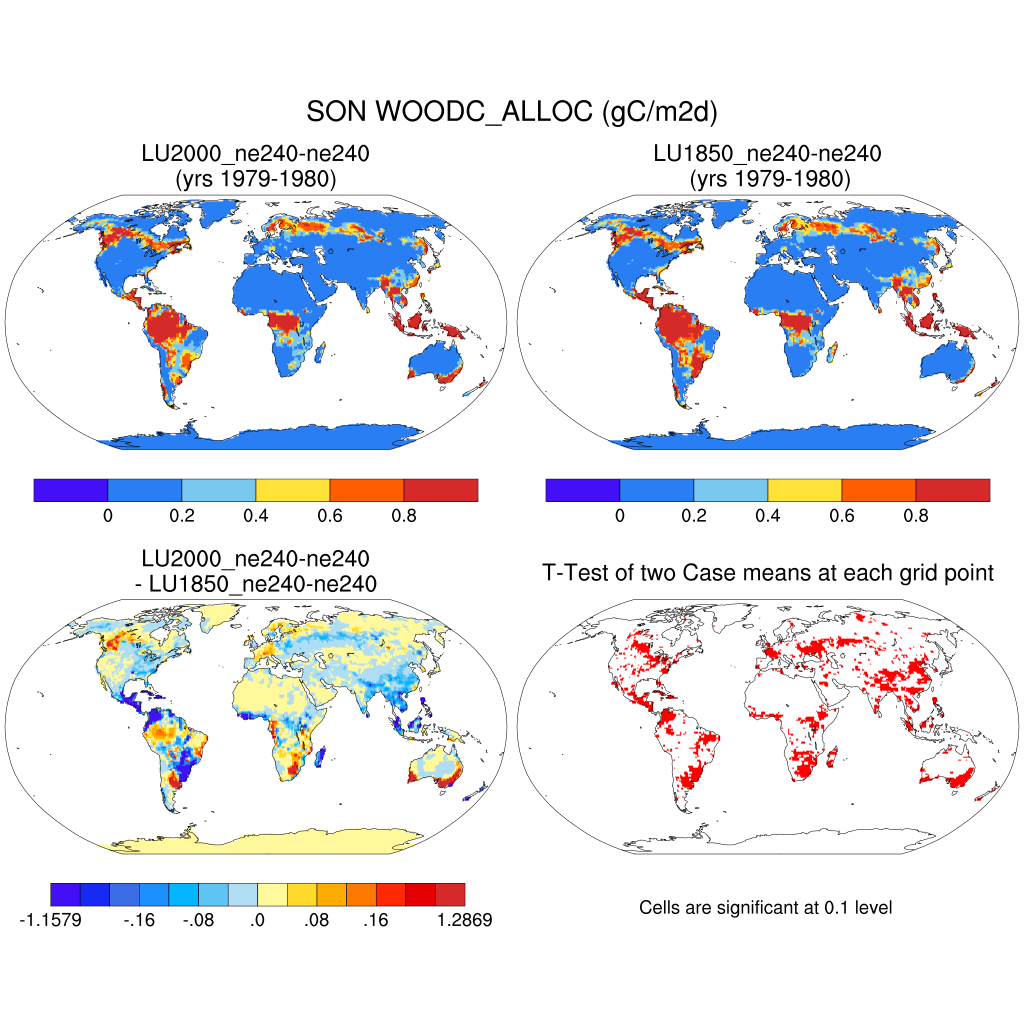 SON WOODC_ALLOC (gC/m2d)
LU2000_ne240-ne240
(yrs 1979-1980)
LU1850_ne240-ne240
(yrs 1979-1980)
0 0.2 0.4 0.6 0.8
0 0.2 0.4 0.6 0.8
LU2000_ne240-ne240
- LU1850_ne240-ne240
T-Test of two Case means at each grid point
-1.1579 -.16 -.08 .0 .08 .16 1.2869
Cells are significant at 0.1 level